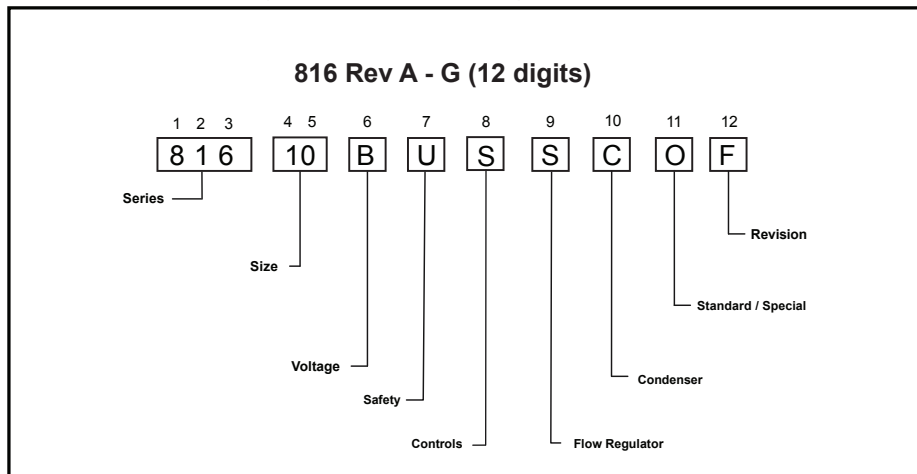 816 Rev A - G (12 digits)
1 2 3 4 5 6 7 8 9 10 11 12
8 1 6 10 B U S S C O F
Series
Revision
Size
Standard / Special
Voltage
Condenser
Safety
Controls Flow Regulator